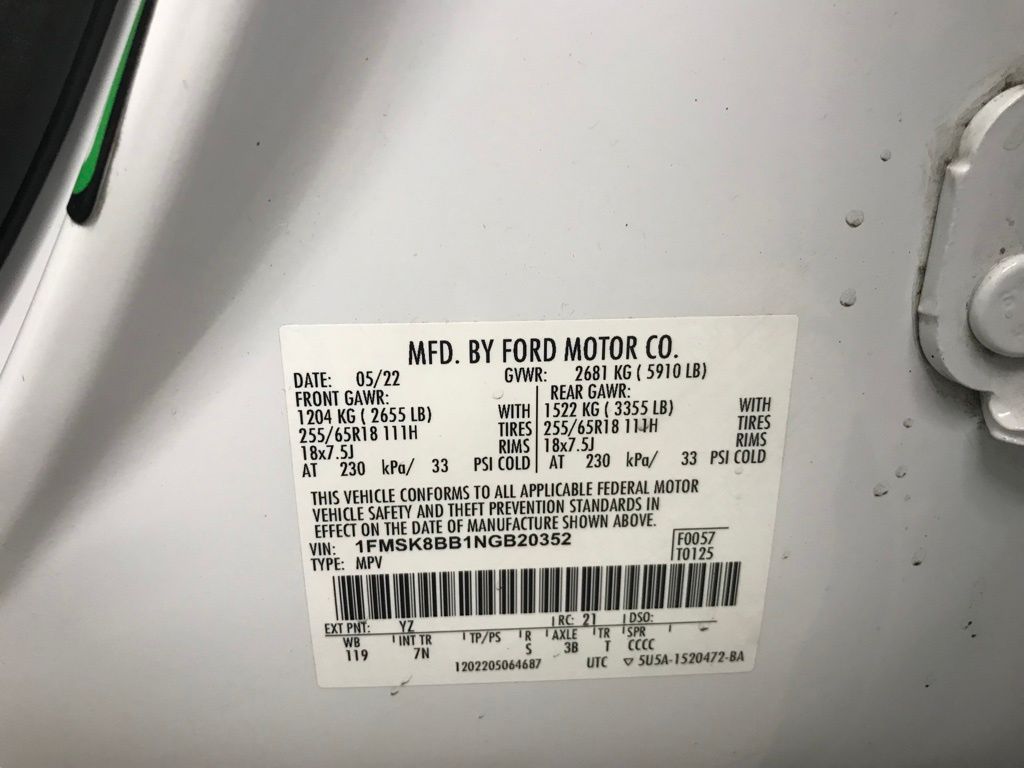 MFD. BY FORD MOTOR CO.
DATE: 05/22 GVWR: 2681 KG ( 5910 LB)
FRONT GAWR: REAR GAWR:
1204 KG ( 2655 LB) WITH 1522 KG ( 3355 LB) WITH
255/65R18 111H TIRES 255/65R18 111H TIRES
18x7.5J RIMS 18x7.5J RIMS
AT 230 kPa/ 33 PSI COLD AT 230 kPa/ 33 PSI COLD
THIS VEHICLE CONFORMS TO ALL APPLICABLE FEDERAL MOTOR
VEHICLE SAFETY AND THEFT PREVENTION STANDARDS IN
EFFECT ON THE DATE OF MANUFACTURE SHOWN ABOVE.
VIN: 1FMSK8BB1NGB20352 F0057
TYPE: MPV T0125
EXT PNT: YZ RC: 21 DSO:
WB INT TR TP/PS R AXLE TR SPR
119 7N S 3B T CCCC
1202205064687 UTC ▽ 5U5A-1520472-BA